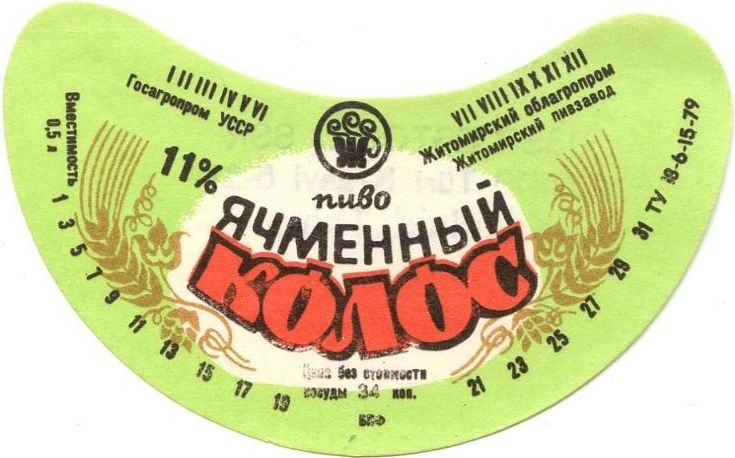 I II III IV V VI
Госагропром УССР
VII VIII IX X XI XII
Житомирский облагропром
Житомирский пивзавод
Вместимость
0,5 л
11%
пиво
ЯЧМЕННЫЙ
КОЛОС
1 3 5 7 9 11 13 15 17 19 21 23 25 27 29 31 ТУ 18-6-15-79
Цена без стоимости
посуды 34 коп.
БПФ